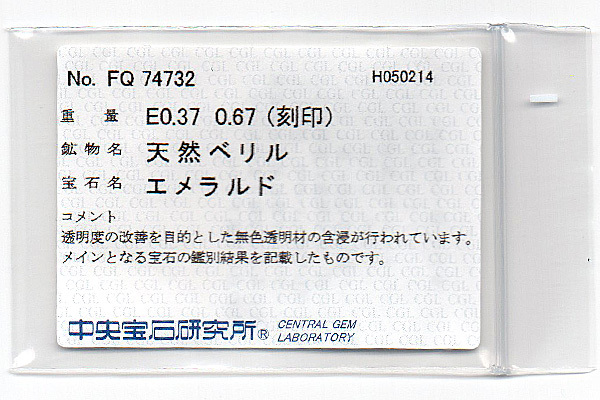 No. FQ 74732 H050214
重量 E0.37 0.67 (刻印)
鉱物名 天然ベリル
宝石名 エメラルド
コメント
透明度の改善を目的とした無色透明材の含浸が行われています。
メインとなる宝石の鑑別結果を記載したものです。
中央宝石研究所® CENTRAL GEM
LABORATORY